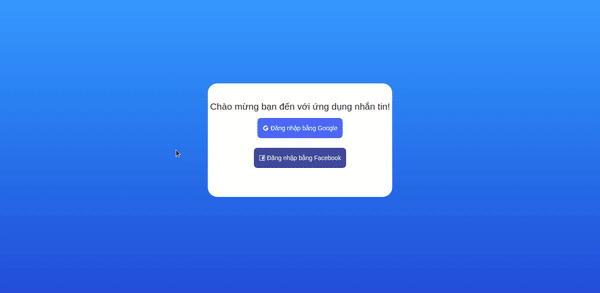 Chào mừng bạn đến với ứng dụng nhắn tin!
Đăng nhập bằng Google
Đăng nhập bằng Facebook